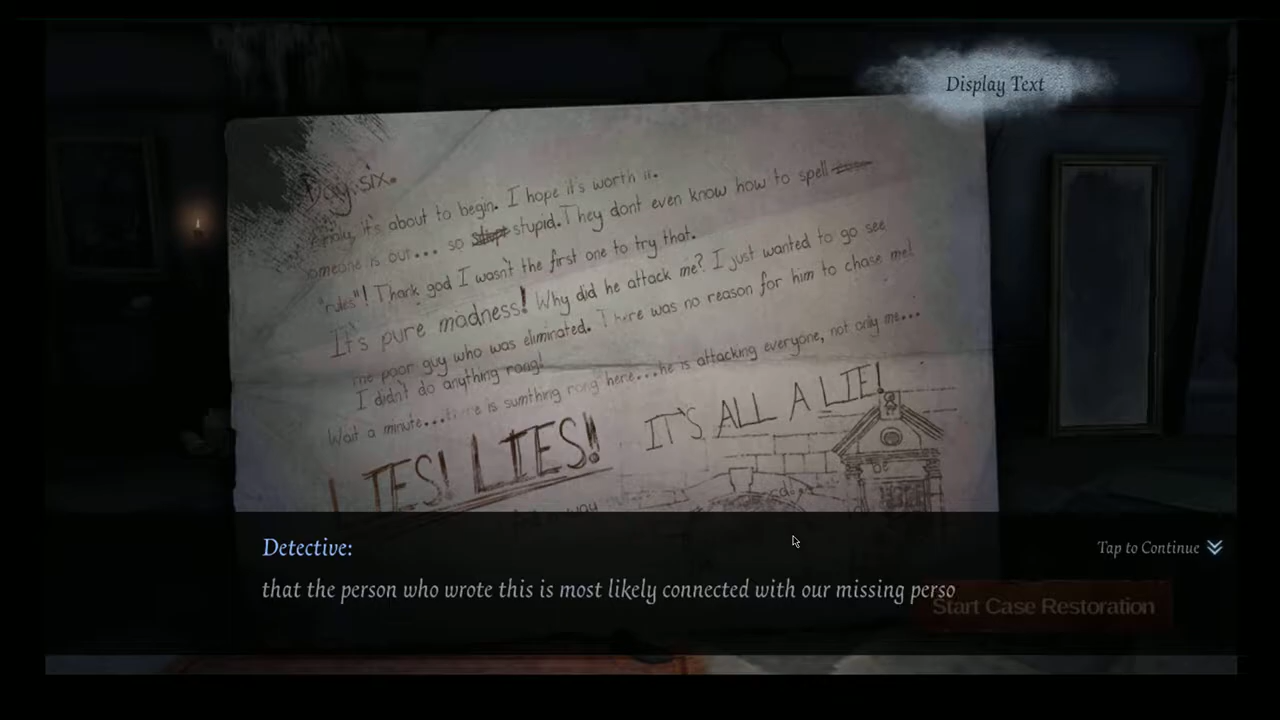 Display Text
Day six.
it's about to begin. I hope it's worth it.
omeone is out... so stupid. They dont even know how to spell
"rules"! Thank god I wasn't the first one to try that.
It's pure madness! Why did he attack me? I just wanted to go see
me poor guy who was eliminated. There was no reason for him to chase me!
I didn't do anything rong!
Wait a minute...there is sumthing rong here...he is attacking everyone, not only me...
LIES! LIES! IT'S ALL A LIE!
Detective:
Tap to Continue
that the person who wrote this is most likely connected with our missing perso
Start Case Restoration